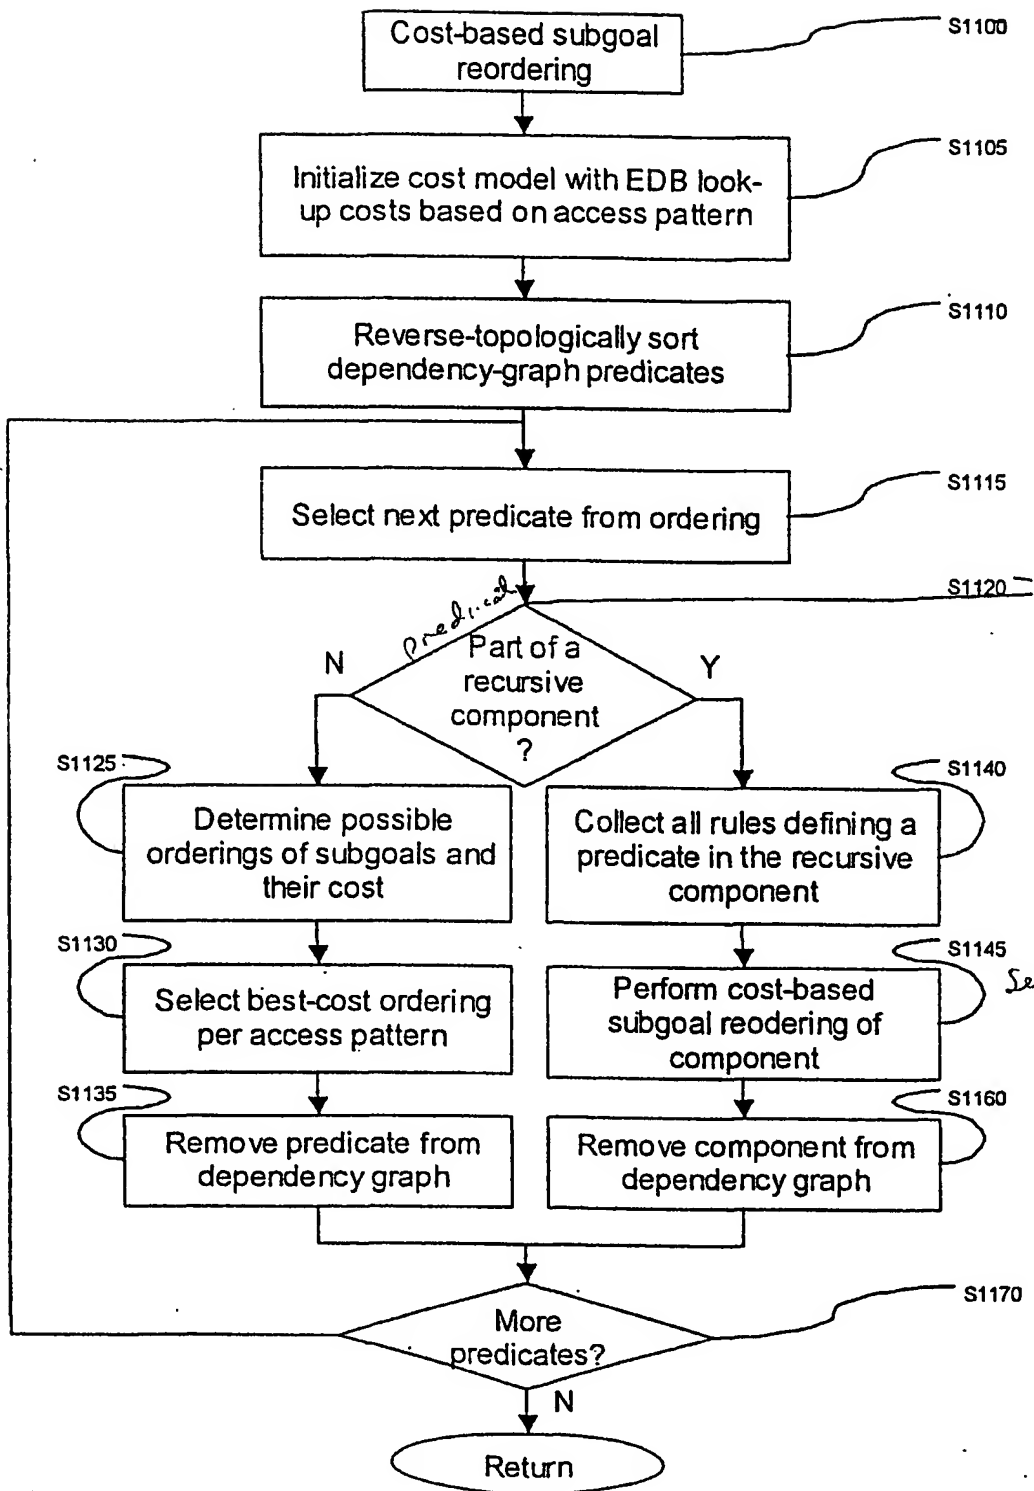 Cost-based subgoal
reordering
S1100
Initialize cost model with EDB look-
up costs based on access pattern
S1105
Reverse-topologically sort
dependency-graph predicates
S1110
Select next predicate from ordering
S1115
S1120
Part of a
recursive
component
?
N
Y
S1125
Determine possible
orderings of subgoals and
their cost
S1130
Select best-cost ordering
per access pattern
S1135
Remove predicate from
dependency graph
S1140
Collect all rules defining a
predicate in the recursive
component
S1145
Perform cost-based
subgoal reodering of
component
S1160
Remove component from
dependency graph
S1170
More
predicates?
N
Return